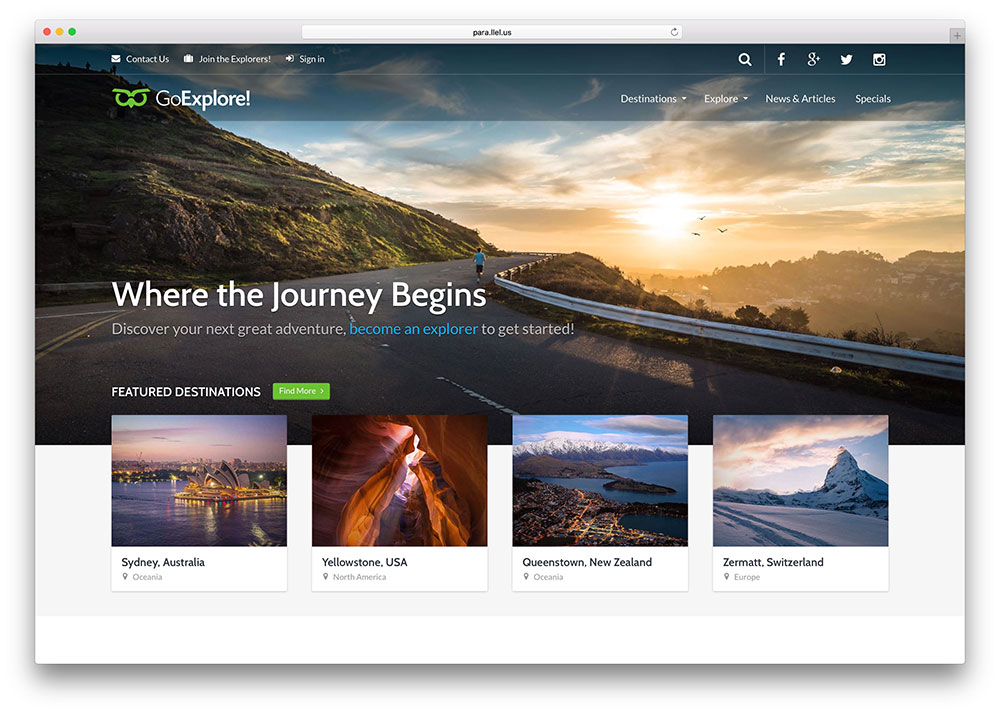 para.llel.us
Contact Us Join the Explorers! Sign in
GoExplore!
Destinations Explore News & Articles Specials
Where the Journey Begins
Discover your next great adventure, become an explorer to get started!
FEATURED DESTINATIONS Find More
Sydney, Australia
Oceania
Yellowstone, USA
North America
Queenstown, New Zealand
Oceania
Zermatt, Switzerland
Europe